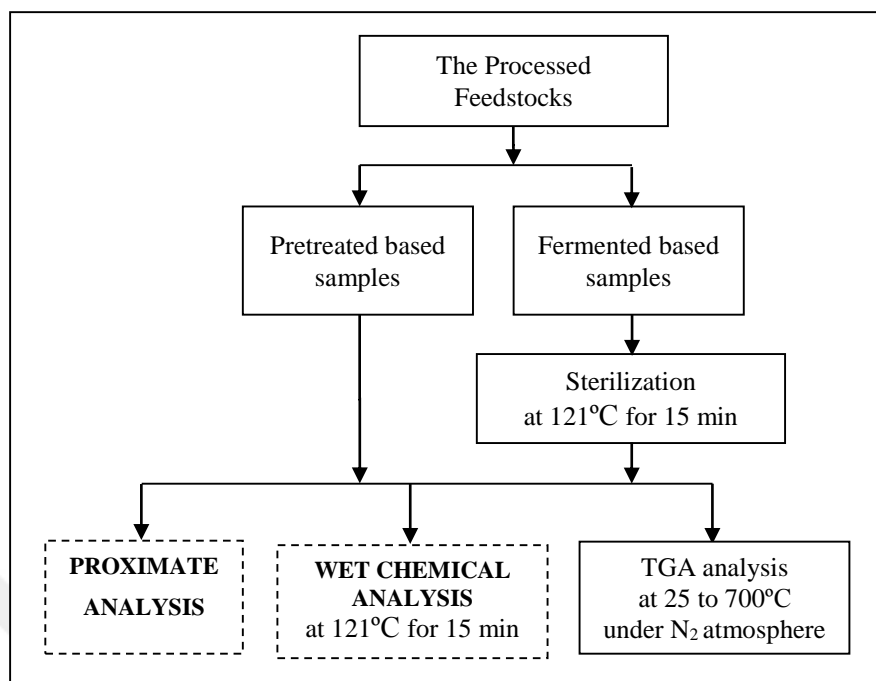 The Processed
Feedstocks
Pretreated based
samples
Fermented based
samples
Sterilization
at 121ºC for 15 min
PROXIMATE
ANALYSIS
WET CHEMICAL
ANALYSIS
at 121ºC for 15 min
TGA analysis
at 25 to 700ºC
under N₂ atmosphere